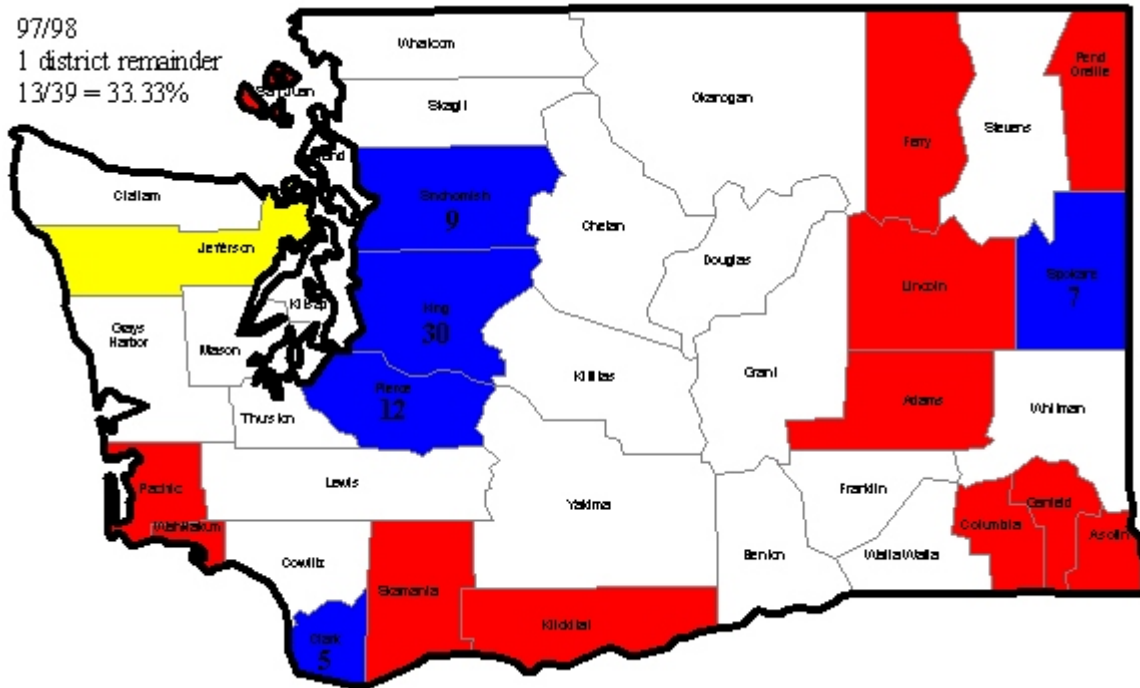 97/98
1 district remainder
13/39 = 33.33%
Whatcom
San Juan
Skagit
Okanogan
Ferry
Stevens
Pend
Oreille
Clallam
Snohomish
9
Chelan
Jefferson
Douglas
Lincoln
Spokane
7
King
30
Kitsap
Grays
Harbor
Mason
Kittitas
Grant
Pierce
12
Adams
Whitman
Thurston
Pacific
Lewis
Yakima
Franklin
Garfield
Columbia
Wahkiakum
Asotin
Benton
Walla Walla
Cowlitz
Skamania
Klickitat
Clark
5